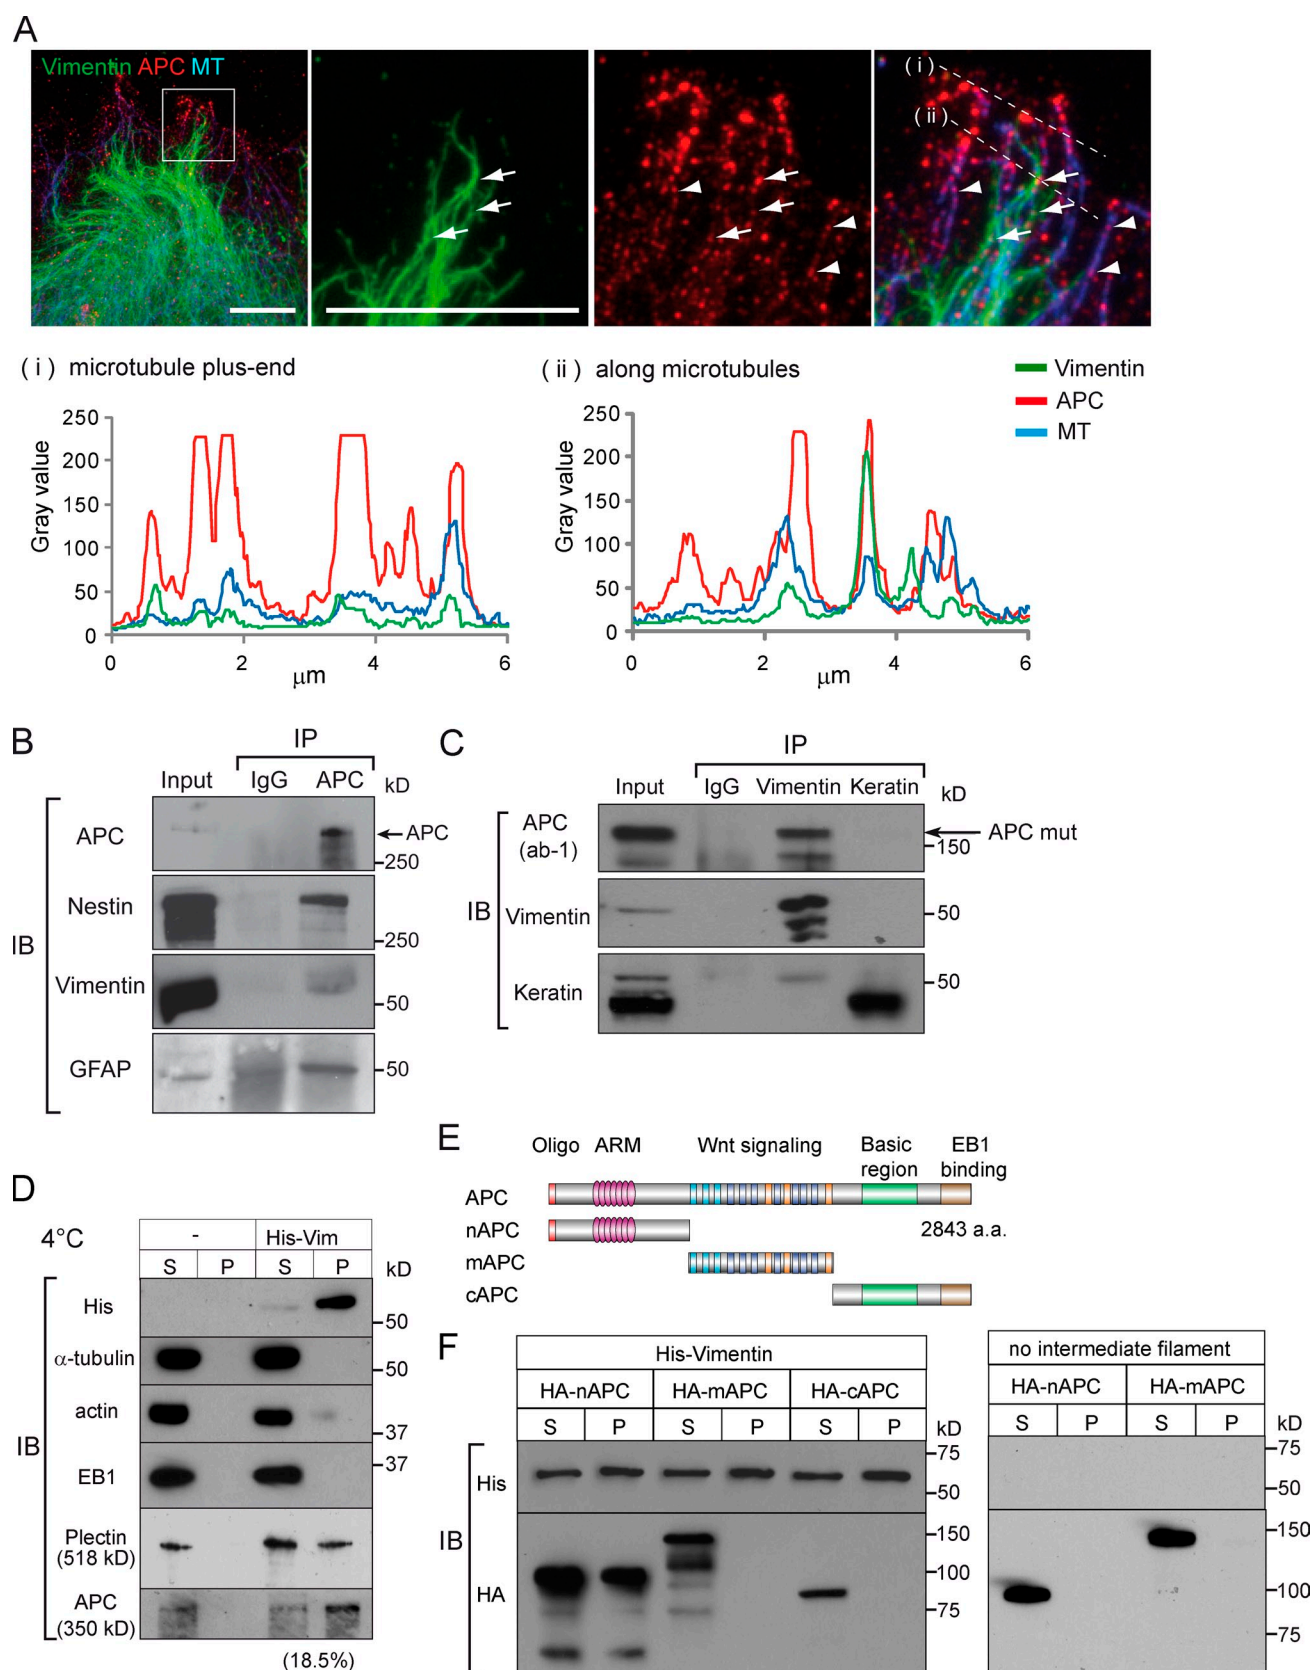 A
Vimentin APC MT
( i )
( ii )
( i ) microtubule plus-end
( ii ) along microtubules
Vimentin
APC
MT
Gray value
250
200
150
100
50
0
0 2 4 6
μm
Gray value
250
200
150
100
50
0
0 2 4 6
μm
B
IP
Input IgG APC kD
IB
APC
←APC
250
Nestin
250
Vimentin
50
GFAP
50
C
IP
Input IgG Vimentin Keratin kD
IB
APC
(ab-1)
APC mut
150
Vimentin
50
Keratin
50
D
4°C
- His-Vim
S P S P kD
IB
His
50
α-tubulin
50
actin
37
EB1
37
Plectin
(518 kD)
APC
(350 kD)
(18.5%)
E
Oligo ARM Wnt signaling Basic region EB1 binding
APC
nAPC
2843 a.a.
mAPC
cAPC
F
His-Vimentin
HA-nAPC HA-mAPC HA-cAPC
S P S P S P kD
IB
His
75
50
HA
150
100
75
no intermediate filament
HA-nAPC HA-mAPC
S P S P kD
75
50
150
100
75